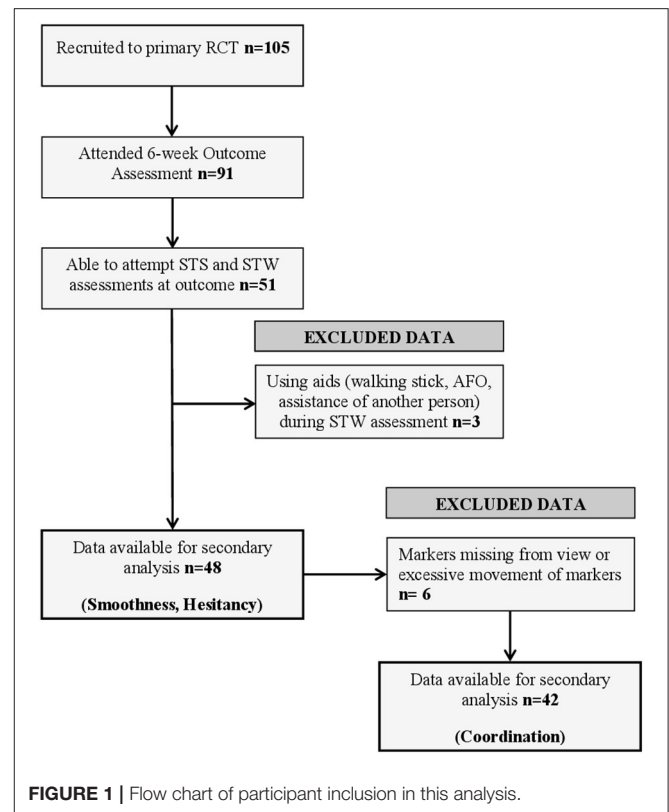 Recruited to primary RCT n=105
Attended 6-week Outcome
Assessment n=91
Able to attempt STS and STW
assessments at outcome n=51
EXCLUDED DATA
Using aids (walking stick, AFO,
assistance of another person)
during STW assessment n=3
Data available for secondary
analysis n=48
(Smoothness, Hesitancy)
EXCLUDED DATA
Markers missing from view or
excessive movement of markers
n= 6
Data available for secondary
analysis n=42
(Coordination)
FIGURE 1 | Flow chart of participant inclusion in this analysis.